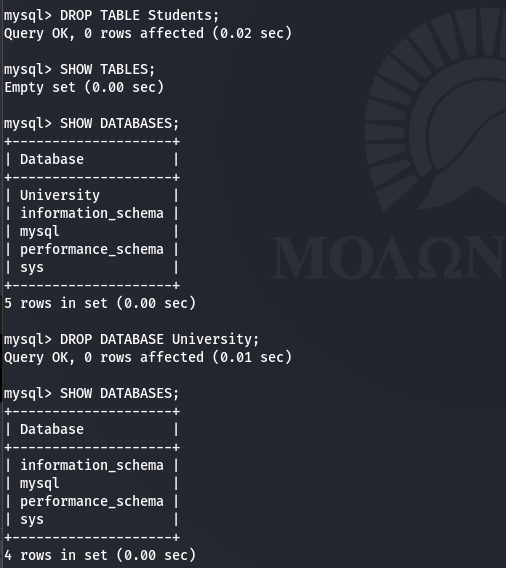 mysql> DROP TABLE Students;
Query OK, 0 rows affected (0.02 sec)
mysql> SHOW TABLES;
Empty set (0.00 sec)
mysql> SHOW DATABASES;
+--------------------+
| Database           |
+--------------------+
| University         |
| information_schema |
| mysql              |
| performance_schema |
| sys                |
+--------------------+
5 rows in set (0.00 sec)
mysql> DROP DATABASE University;
Query OK, 0 rows affected (0.01 sec)
mysql> SHOW DATABASES;
+--------------------+
| Database           |
+--------------------+
| information_schema |
| mysql              |
| performance_schema |
| sys                |
+--------------------+
4 rows in set (0.00 sec)
ΜΟΛΩΝ